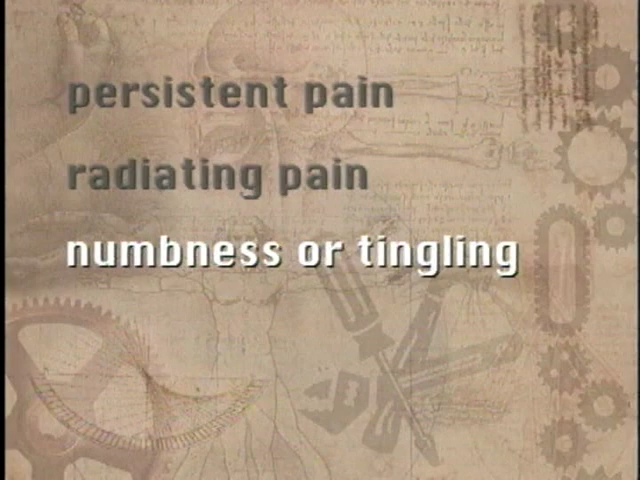 persistent pain
radiating pain
numbness or tingling